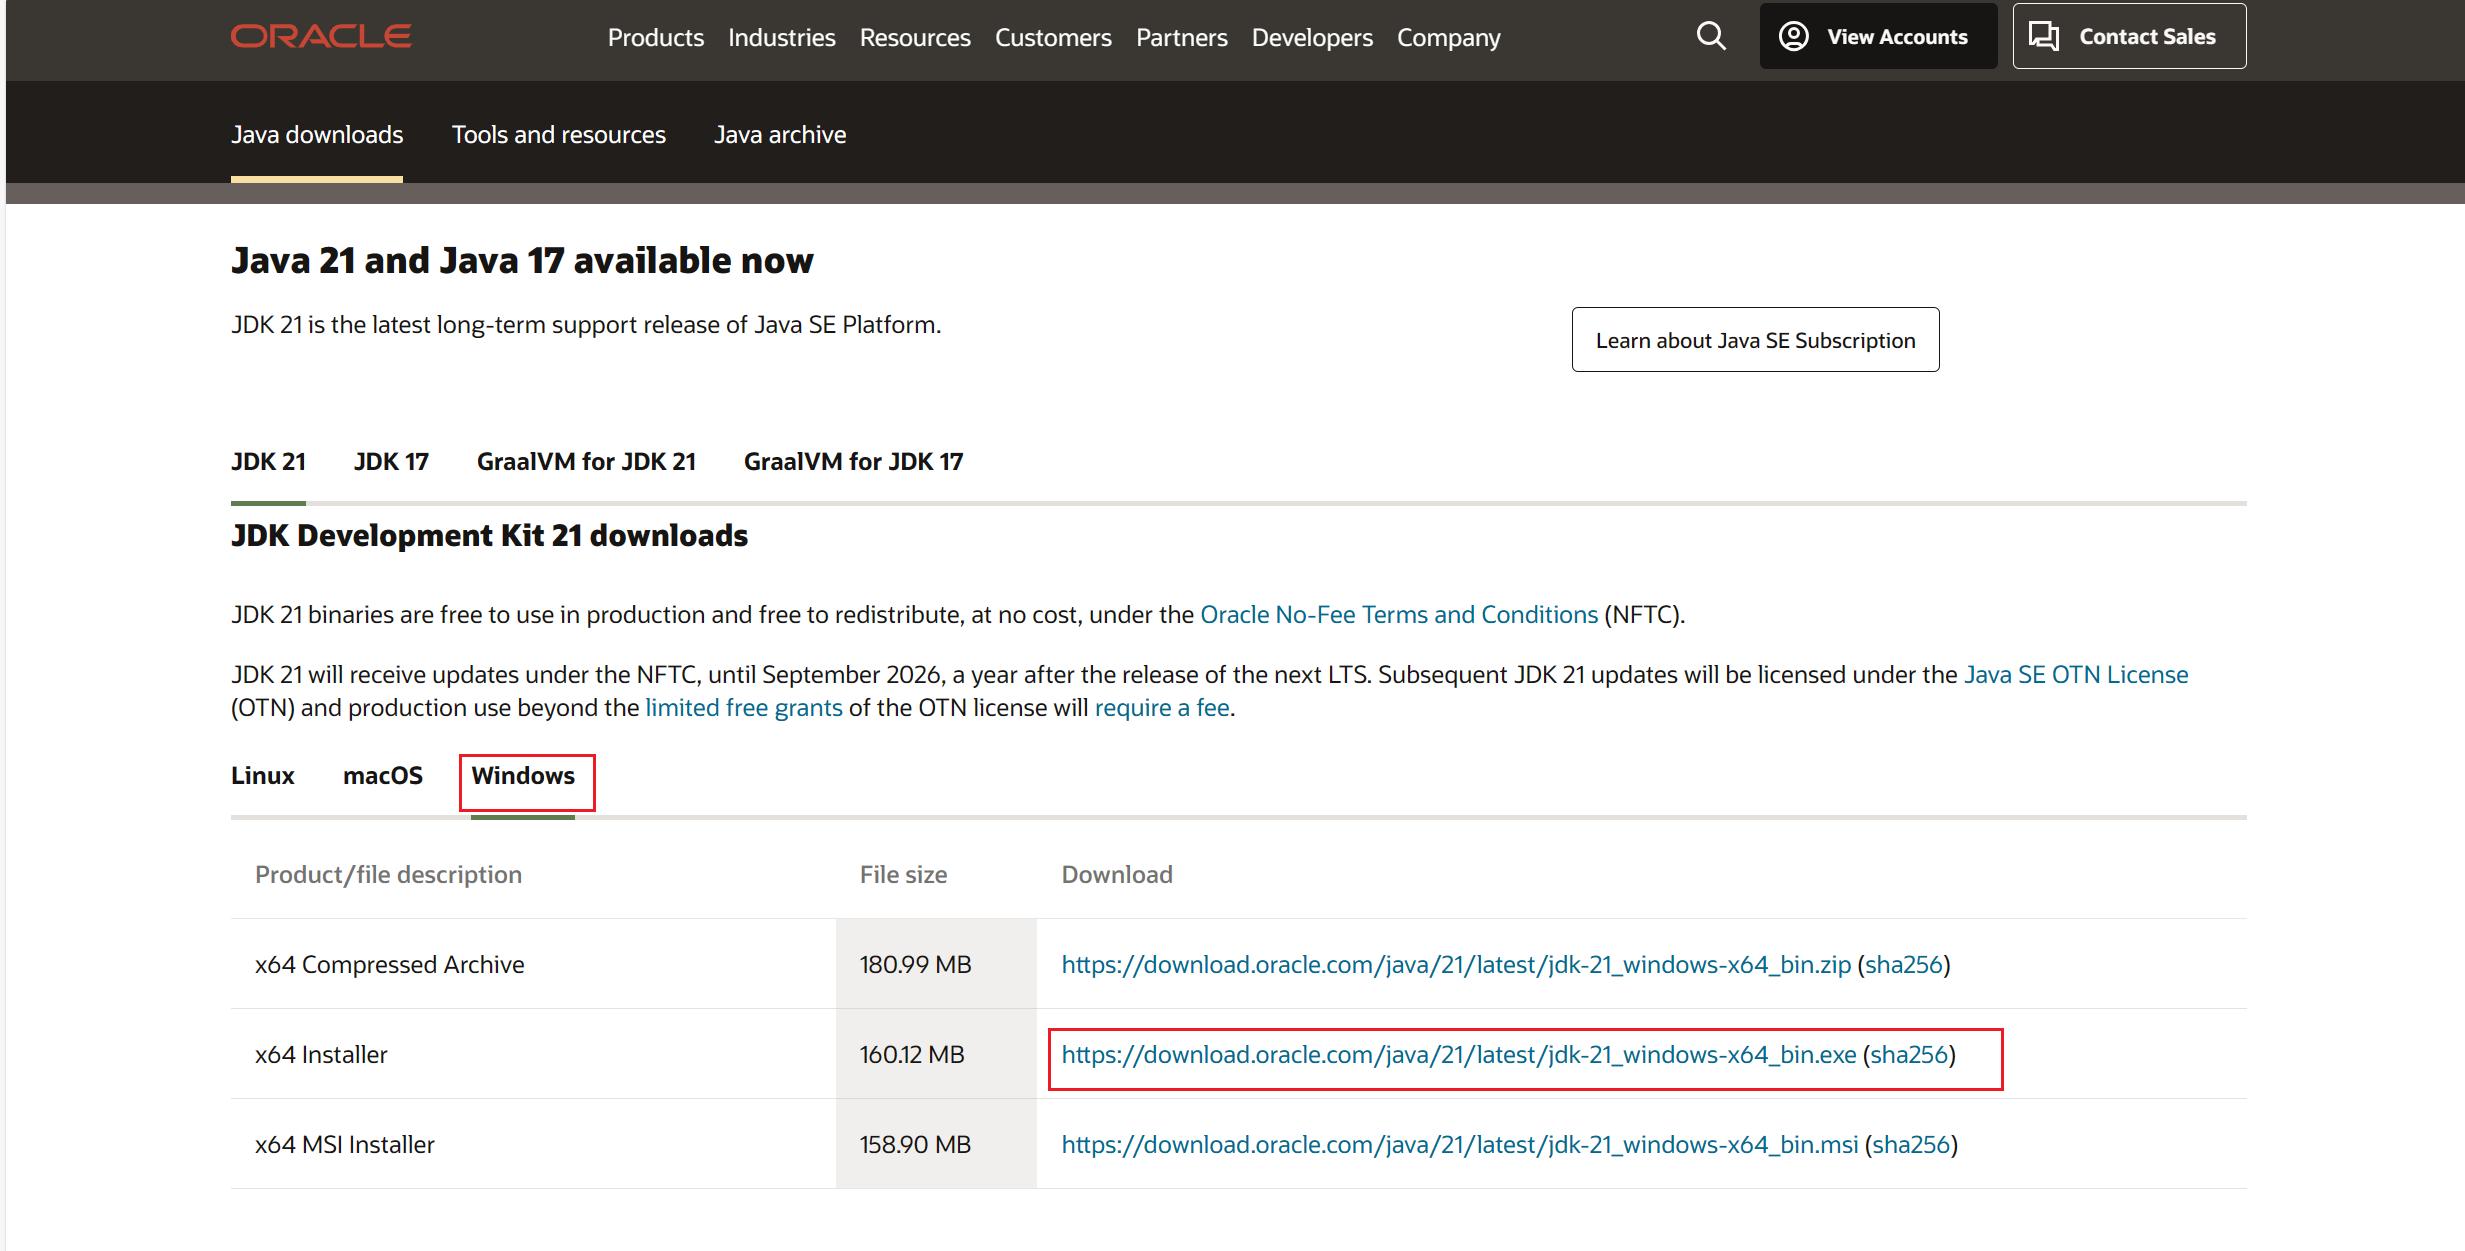 ORACLE Products Industries Resources Customers Partners Developers Company View Accounts Contact Sales
Java downloads Tools and resources Java archive
Java 21 and Java 17 available now
JDK 21 is the latest long-term support release of Java SE Platform.
Learn about Java SE Subscription
JDK 21 JDK 17 GraalVM for JDK 21 GraalVM for JDK 17
JDK Development Kit 21 downloads
JDK 21 binaries are free to use in production and free to redistribute, at no cost, under the Oracle No-Fee Terms and Conditions (NFTC).
JDK 21 will receive updates under the NFTC, until September 2026, a year after the release of the next LTS. Subsequent JDK 21 updates will be licensed under the Java SE OTN License
(OTN) and production use beyond the limited free grants of the OTN license will require a fee.
Linux macOS Windows
Product/file description File size Download
x64 Compressed Archive 180.99 MB https://download.oracle.com/java/21/latest/jdk-21_windows-x64_bin.zip (sha256)
x64 Installer 160.12 MB https://download.oracle.com/java/21/latest/jdk-21_windows-x64_bin.exe (sha256)
x64 MSI Installer 158.90 MB https://download.oracle.com/java/21/latest/jdk-21_windows-x64_bin.msi (sha256)